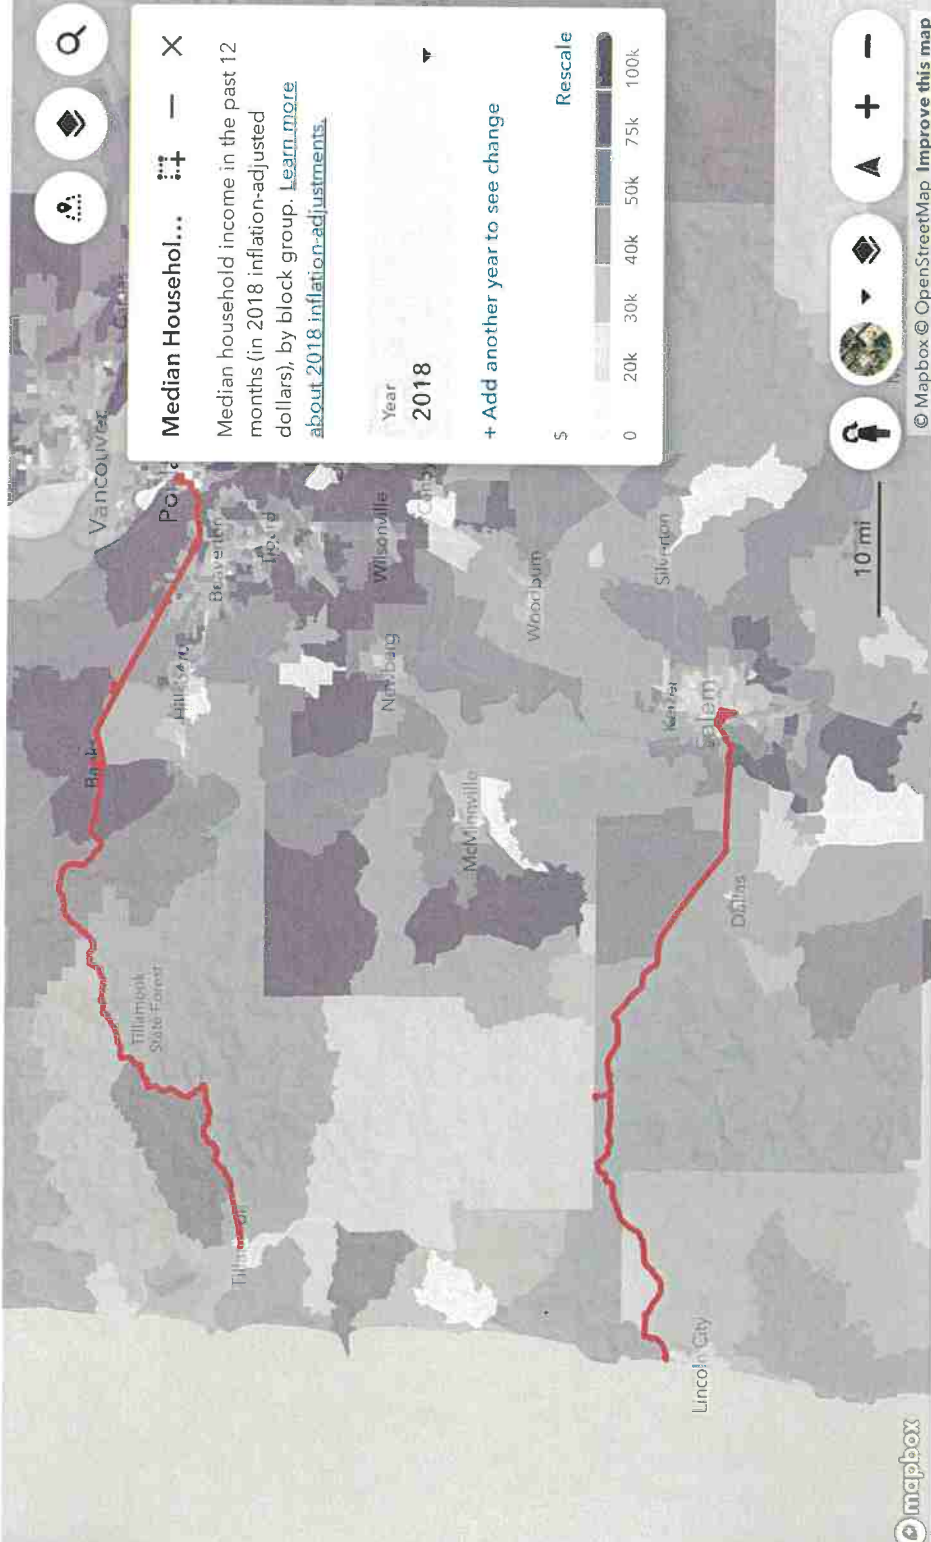 Median Househol...
Median household income in the past 12
months (in 2018 inflation-adjusted
dollars), by block group. Learn more
about 2018 inflation-adjustments.
Year
2018
+ Add another year to see change
$
Rescale
0 20k 30k 40k 50k 75k 100k
Vancouver
Beaverton
Tigard
Wilsonville
Newberg
Woodburn
McMinnville
Silverton
Keizer
Salem
Dallas
Tillamook
State Forest
Lincoln City
10 mi
mapbox
© Mapbox © OpenStreetMap Improve this map